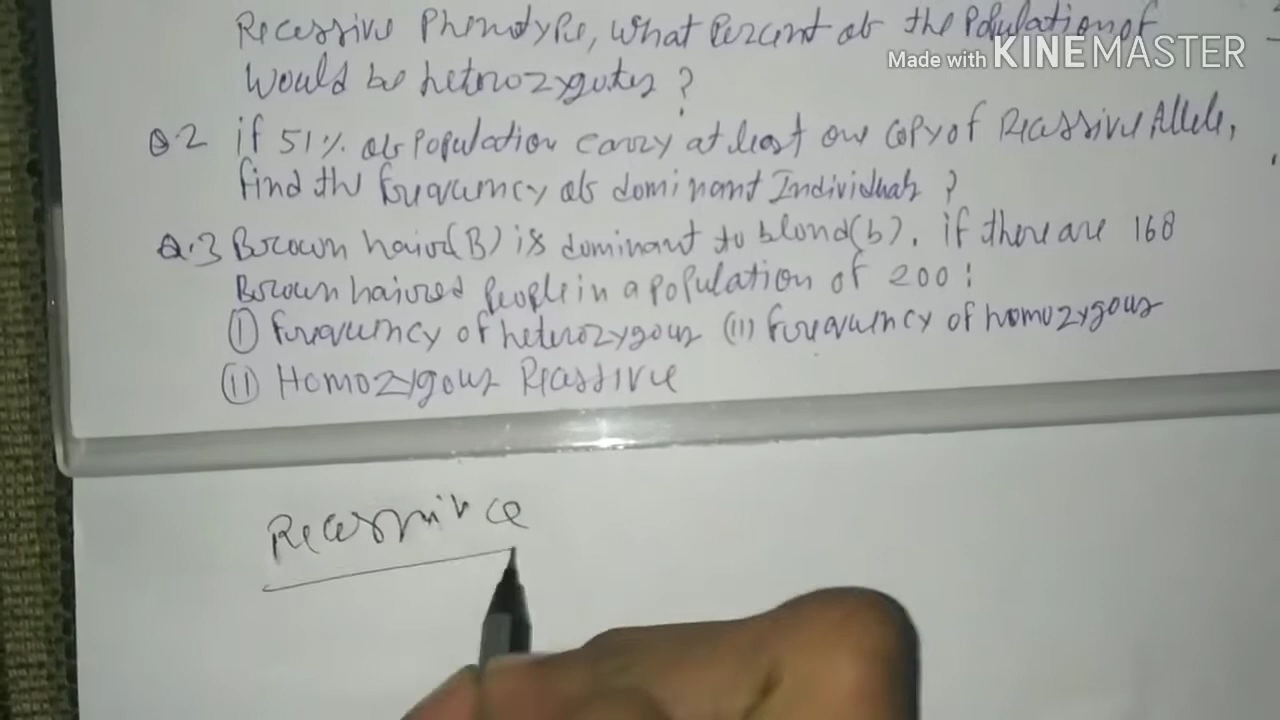 Recessive Phenotype, What Percent of the Population of
Made with KINEMASTER
Would be hetrozygotes ?
Q.2 if 51% of Population carry at least one copy of Recessive Allele,
find the frequency of dominant Individuals ?
Q.3 Brown haired(B) is dominant to blond(b). if there are 168
Brown haired people in a population of 200 :
(I) frequency of heterozygous (II) frequency of homozygous
(II) Homozygous Recessive
Recessive